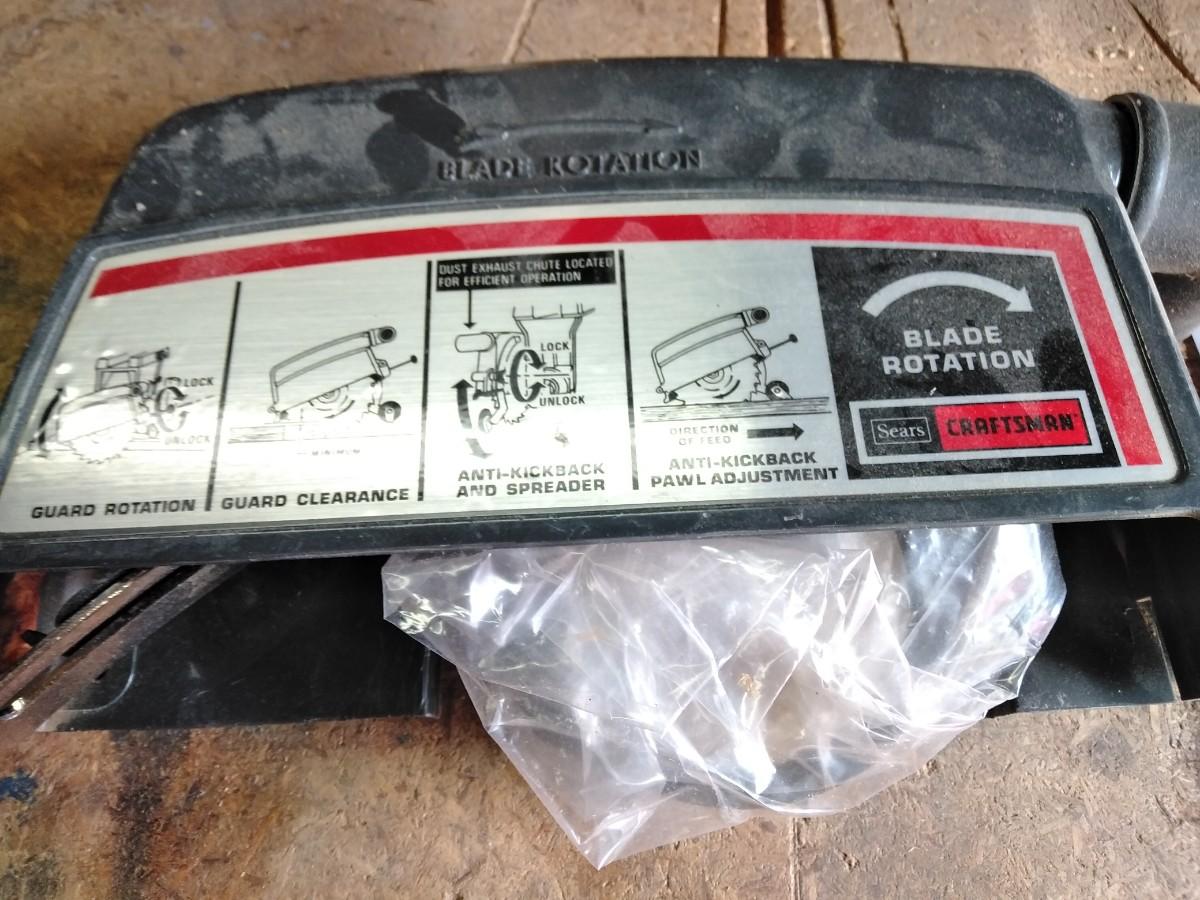 BLADE ROTATION
LOCK
UNLOCK
GUARD ROTATION
MINIMUM
GUARD CLEARANCE
DUST EXHAUST CHUTE LOCATED
FOR EFFICIENT OPERATION
LOCK
UNLOCK
ANTI-KICKBACK
AND SPREADER
DIRECTION
OF FEED
ANTI-KICKBACK
PAWL ADJUSTMENT
BLADE
ROTATION
Sears CRAFTSMAN